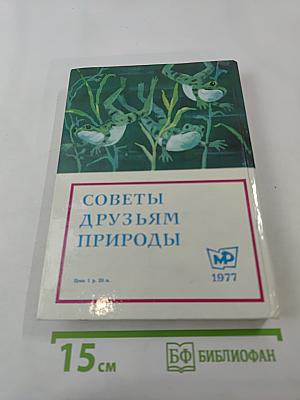 СОВЕТЫ
ДРУЗЬЯМ
ПРИРОДЫ
МР
1977
Цена 1 р. 20 к.
15 см
БФ БИБЛИОФАН